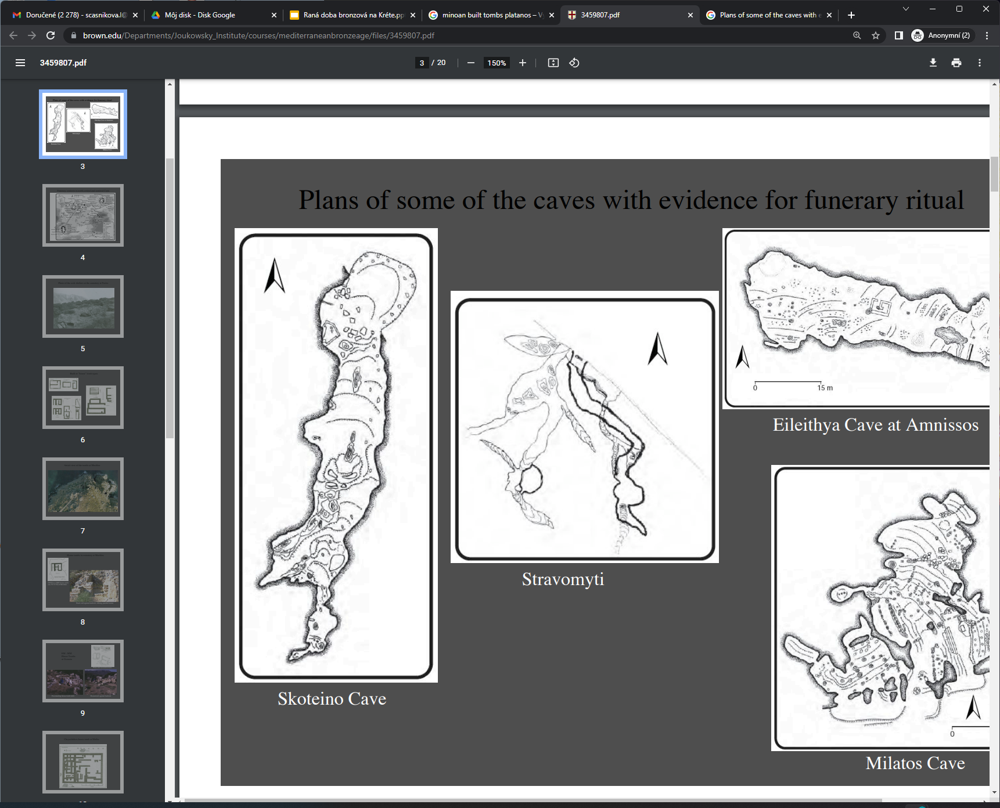 Doručené (2 278) - scasnikova.l@
Môj disk - Disk Google
Raná doba bronzová na Kréte.pp
minoan built tombs platanos – V
3459807.pdf
Plans of some of the caves with e
brown.edu/Departments/Joukowsky_Institute/courses/mediterraneanbronzeage/files/3459807.pdf
Anonymní (2)
3459807.pdf
3 / 20
150%
3
4
5
6
7
8
9
Plans of some of the caves with evidence for funerary ritual
0 15 m
Eileithya Cave at Amnissos
Stravomyti
Skoteino Cave
0
Milatos Cave